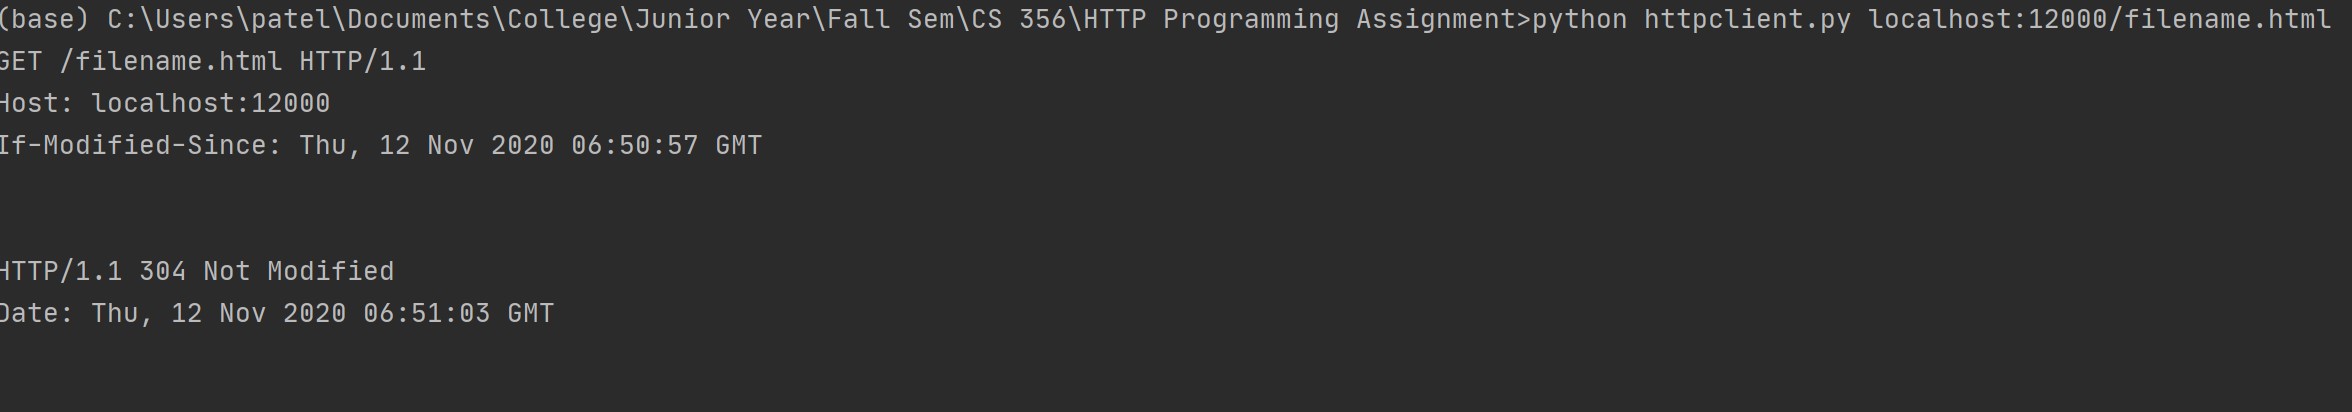 (base) C:\Users\patel\Documents\College\Junior Year\Fall Sem\CS 356\HTTP Programming Assignment>python httpclient.py localhost:12000/filename.html
GET /filename.html HTTP/1.1
Host: localhost:12000
If-Modified-Since: Thu, 12 Nov 2020 06:50:57 GMT
HTTP/1.1 304 Not Modified
Date: Thu, 12 Nov 2020 06:51:03 GMT